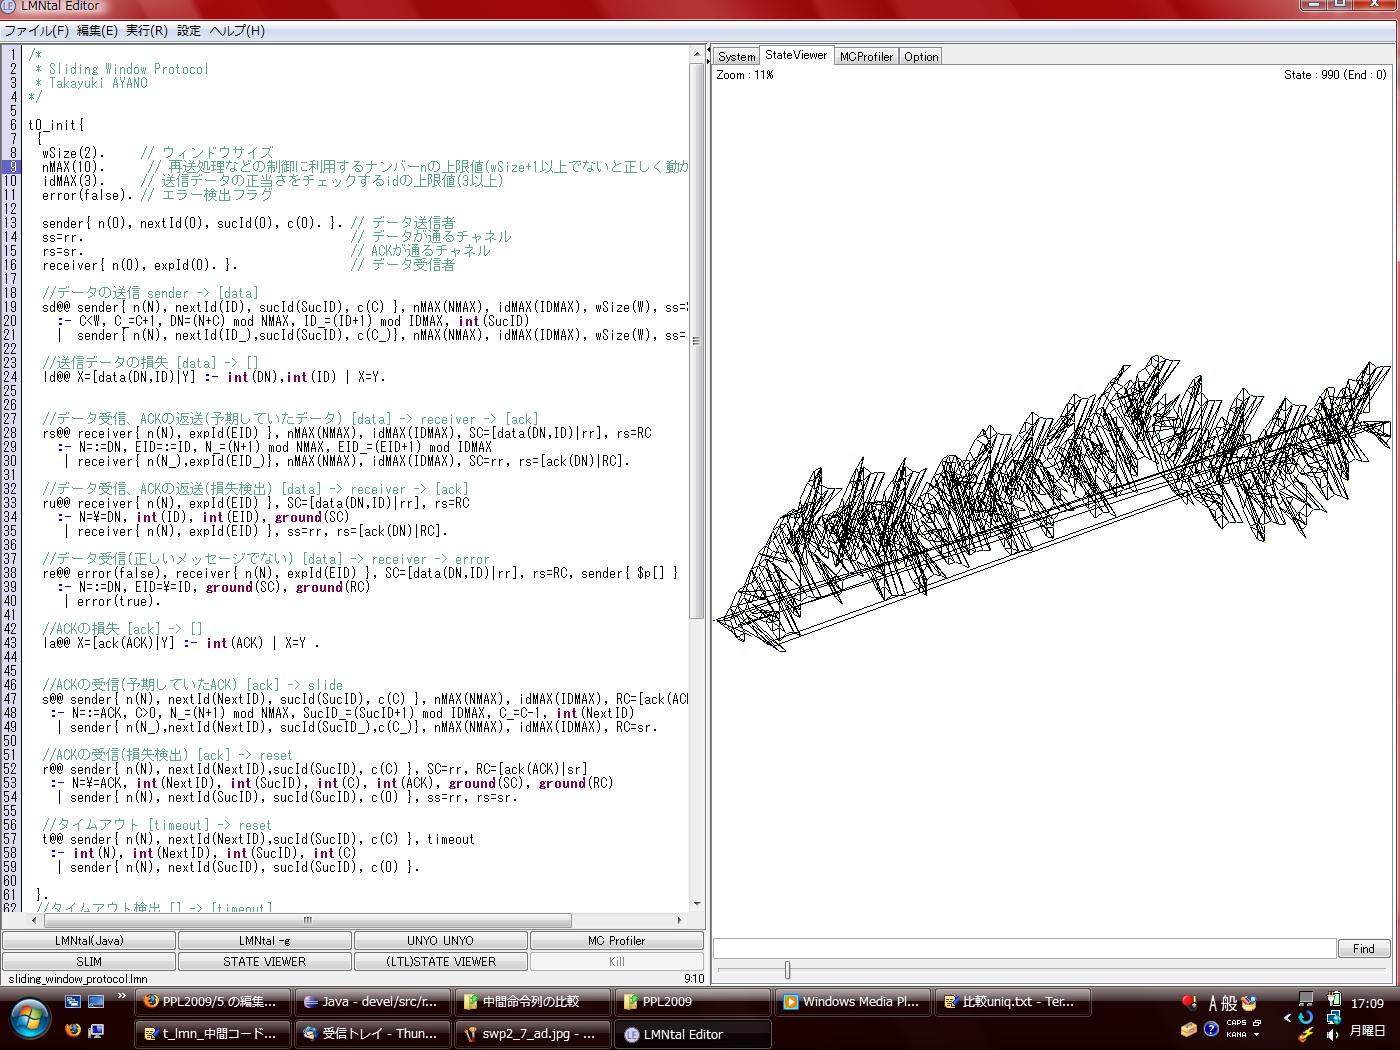 LMNtal Editor
ファイル(F) 編集(E) 実行(R) 設定 ヘルプ(H)
1 /*
2  * Sliding Window Protocol
3  * Takayuki AYANO
4 */
5
6 t0_init{
7  {
8   wSize(2).     // ウィンドウサイズ
9   nMAX(10).      // 再送処理などの制御に利用するナンバーnの上限値(wSize+1以上でないと正しく動か
10   idMAX(3).     // 送信データの正当さをチェックするidの上限値(3以上)
11   error(false). // エラー検出フラグ
12
13   sender{ n(0), nextId(0), sucId(0), c(0). }. // データ送信者
14   ss=rr.                                      // データが通るチャネル
15   rs=sr.                                      // ACKが通るチャネル
16   receiver{ n(0), expId(0). }.                // データ受信者
17
18   //データの送信 sender -> [data]
19   sd@@ sender{ n(N), nextId(ID), sucId(SucID), c(C) }, nMAX(NMAX), idMAX(IDMAX), wSize(W), ss=
20     :- C<W, C_=C+1, DN=(N+C) mod NMAX, ID_=(ID+1) mod IDMAX, int(SucID)
21     |  sender{ n(N), nextId(ID_),sucId(SucID), c(C_)}, nMAX(NMAX), idMAX(IDMAX), wSize(W), ss=
22
23   //送信データの損失 [data] -> []
24   ld@@ X=[data(DN,ID)|Y] :- int(DN),int(ID) | X=Y.
25
26
27   //データ受信、ACKの返送(予期していたデータ) [data] -> receiver -> [ack]
28   rs@@ receiver{ n(N), expId(EID) }, nMAX(NMAX), idMAX(IDMAX), SC=[data(DN,ID)|rr], rs=RC
29     :- N=:=DN, EID=:=ID, N_=(N+1) mod NMAX, EID_=(EID+1) mod IDMAX
30      | receiver{ n(N_),expId(EID_)}, nMAX(NMAX), idMAX(IDMAX), SC=rr, rs=[ack(DN)|RC].
31
32   //データ受信、ACKの返送(損失検出) [data] -> receiver -> [ack]
33   ru@@ receiver{ n(N), expId(EID) }, SC=[data(DN,ID)|rr], rs=RC
34     :- N=¥=DN, int(ID), int(EID), ground(SC)
35      | receiver{ n(N), expId(EID) }, ss=rr, rs=[ack(DN)|RC].
36
37   //データ受信(正しいメッセージでない) [data] -> receiver -> error
38   re@@ error(false), receiver{ n(N), expId(EID) }, SC=[data(DN,ID)|rr], rs=RC, sender{ $p[] }
39     :- N=:=DN, EID=¥=ID, ground(SC), ground(RC)
40      | error(true).
41
42   //ACKの損失 [ack] -> []
43   la@@ X=[ack(ACK)|Y] :- int(ACK) | X=Y .
44
45
46   //ACKの受信(予期していたACK) [ack] -> slide
47   s@@ sender{ n(N), nextId(NextID), sucId(SucID), c(C) }, nMAX(NMAX), idMAX(IDMAX), RC=[ack(ACK
48    :- N=:=ACK, C>0, N_=(N+1) mod NMAX, SucID_=(SucID+1) mod IDMAX, C_=C-1, int(NextID)
49     | sender{ n(N_),nextId(NextID), sucId(SucID_),c(C_)}, nMAX(NMAX), idMAX(IDMAX), RC=sr.
50
51   //ACKの受信(損失検出) [ack] -> reset
52   r@@ sender{ n(N), nextId(NextID),sucId(SucID), c(C) }, SC=rr, RC=[ack(ACK)|sr]
53    :- N=¥=ACK, int(NextID), int(SucID), int(C), int(ACK), ground(SC), ground(RC)
54     | sender{ n(N), nextId(SucID), sucId(SucID), c(0) }, ss=rr, rs=sr.
55
56   //タイムアウト [timeout] -> reset
57   t@@ sender{ n(N), nextId(NextID),sucId(SucID), c(C) }, timeout
58    :- int(N), int(NextID), int(SucID), int(C)
59     | sender{ n(N), nextId(SucID), sucId(SucID), c(0) }.
60
61  }.
62  //タイムアウト検出 [] -> [timeout]
System StateViewer MCProfiler Option
Zoom : 11% State : 990 (End : 0)
Find
LMNtal(Java) LMNtal -g UNYO UNYO MC Profiler
SLIM STATE VIEWER (LTL)STATE VIEWER Kill
sliding_window_protocol.lmn 9:10
PPL2009/5 の編集... Java - devel/src/r... 中間命令列の比較 PPL2009 Windows Media Pl... 比較uniq.txt - Ter...
t_lmn_中間コード... 受信トレイ - Thun... swp2_7_ad.jpg - ... LMNtal Editor
A 般
CAPS
KANA
17:09
月曜日